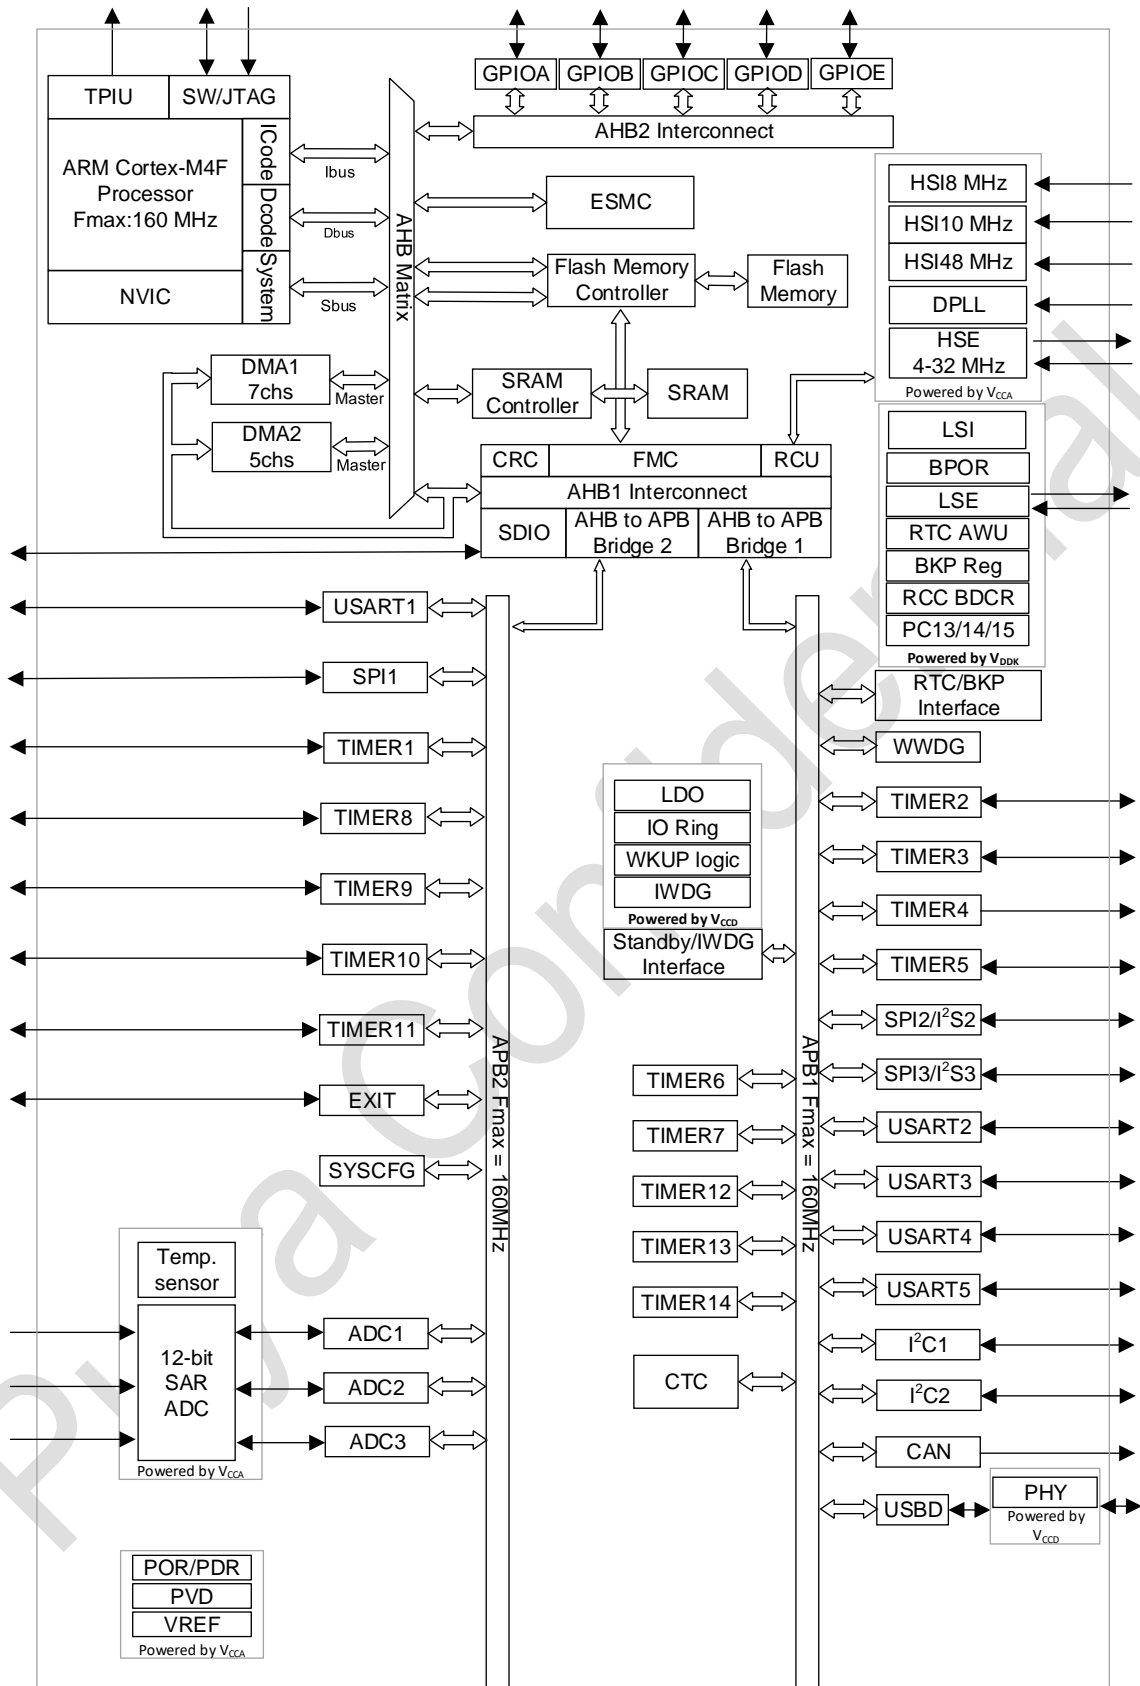 TPIU
SW/JTAG
ARM Cortex-M4F
Processor
Fmax:160 MHz
NVIC
ICode
Dcode
System
Ibus
Dbus
Sbus
AHB Matrix
GPIOA
GPIOB
GPIOC
GPIOD
GPIOE
AHB2 Interconnect
ESMC
Flash Memory
Controller
Flash
Memory
HSI8 MHz
HSI10 MHz
HSI48 MHz
DPLL
HSE
4-32 MHz
Powered by VCCA
DMA1
7chs
Master
DMA2
5chs
Master
SRAM
Controller
SRAM
CRC
FMC
RCU
AHB1 Interconnect
SDIO
AHB to APB
Bridge 2
AHB to APB
Bridge 1
LSI
BPOR
LSE
RTC AWU
BKP Reg
RCC BDCR
PC13/14/15
Powered by VDDK
USART1
SPI1
TIMER1
TIMER8
TIMER9
TIMER10
TIMER11
EXIT
SYSCFG
APB2 Fmax = 160MHz
Temp.
sensor
12-bit
SAR
ADC
Powered by VCCA
ADC1
ADC2
ADC3
POR/PDR
PVD
VREF
Powered by VCCA
LDO
IO Ring
WKUP logic
IWDG
Powered by VCCD
Standby/IWDG
Interface
TIMER6
TIMER7
TIMER12
TIMER13
TIMER14
CTC
APB1 Fmax = 160MHz
RTC/BKP
Interface
WWDG
TIMER2
TIMER3
TIMER4
TIMER5
SPI2/I²S2
SPI3/I²S3
USART2
USART3
USART4
USART5
I²C1
I²C2
CAN
USBD
PHY
Powered by
VCCD
Puya Confidential